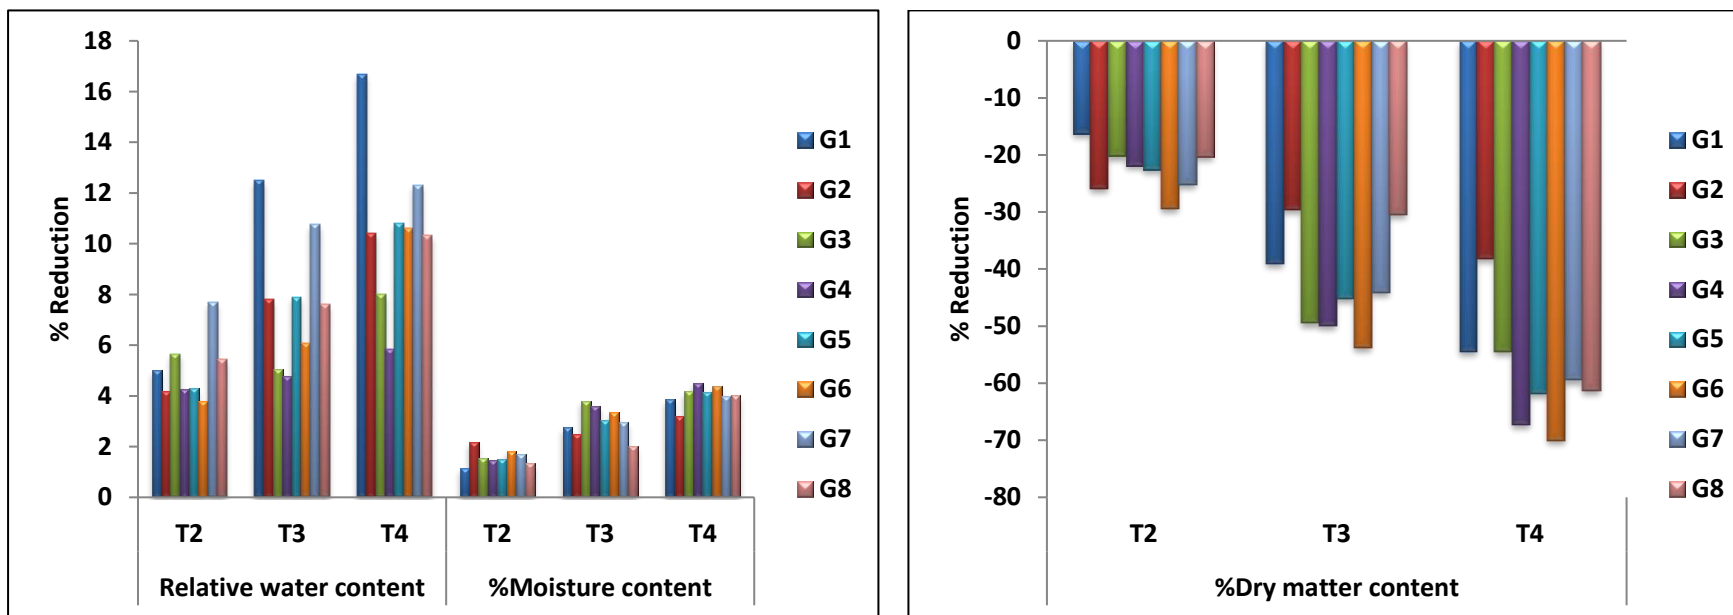 18
16
14
12
10
8
6
4
2
0
% Reduction
T2 T3 T4 T2 T3 T4
Relative water content %Moisture content
G1
G2
G3
G4
G5
G6
G7
G8
0
-10
-20
-30
-40
-50
-60
-70
-80
% Reduction
T2 T3 T4
%Dry matter content
G1
G2
G3
G4
G5
G6
G7
G8